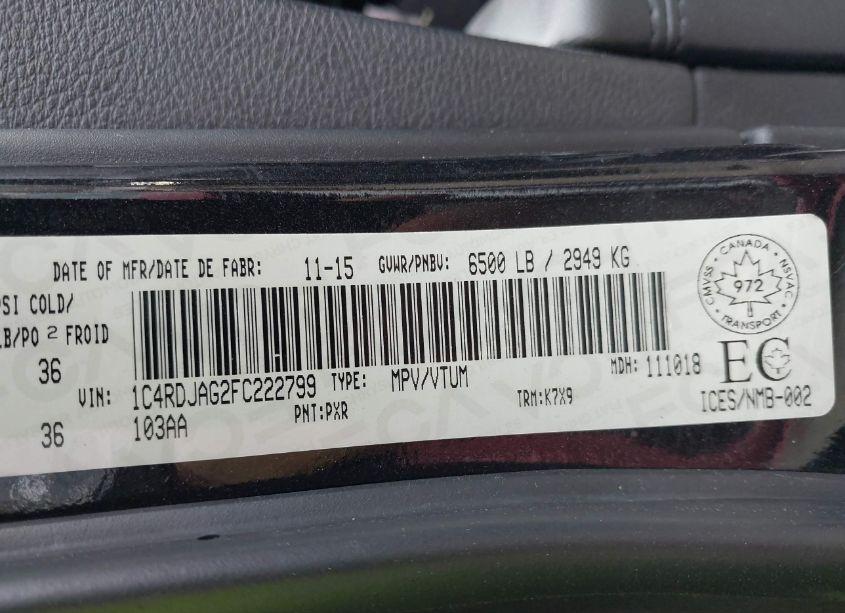 DATE OF MFR/DATE DE FABR: 11-15 GVWR/PNBV: 6500 LB / 2949 KG
PSI COLD/
LB/PO 2 FROID
36
VIN: 1C4RDJAG2FC222799 TYPE: MPV/VTUM MDH: 111018
PNT:PXR TRM:K7X9
36 103AA
CANADA
CMVSS 972 NSVAC
TRANSPORT
EC
ICES/NMB-002